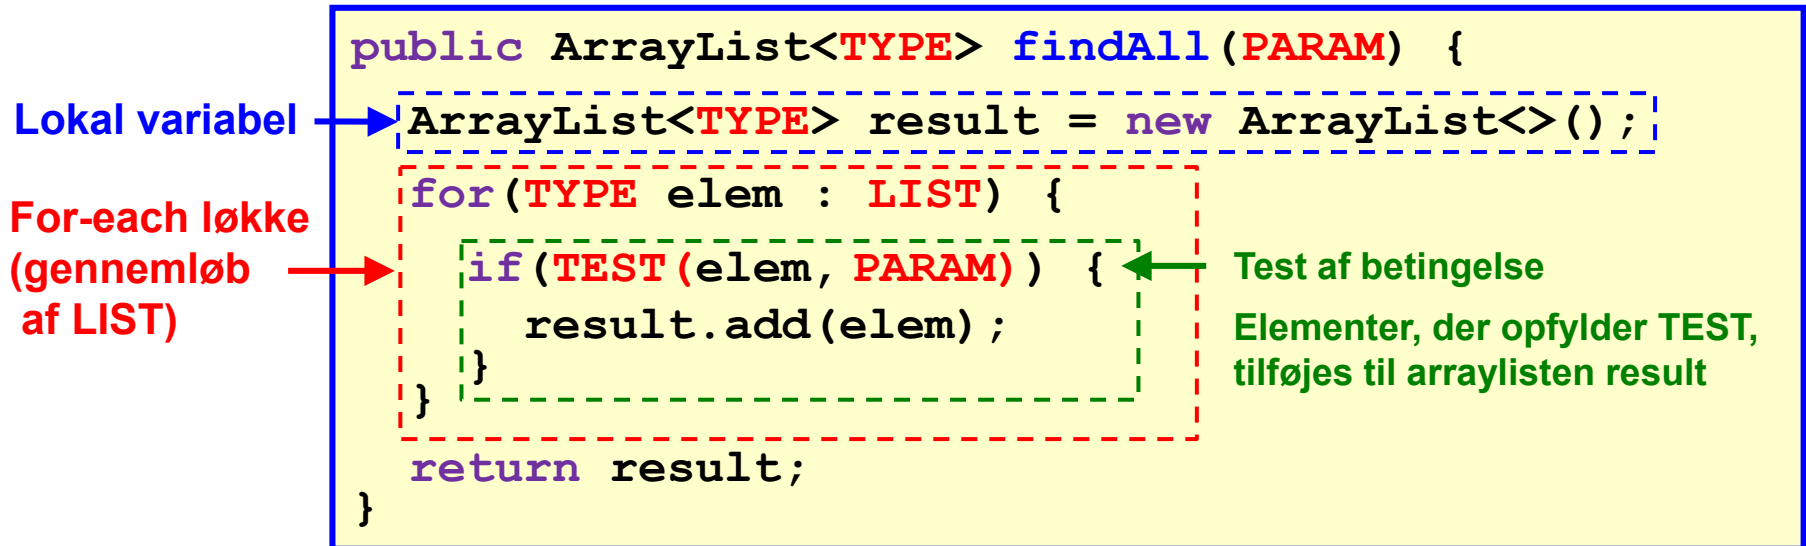 public ArrayList<TYPE> findAll(PARAM) {
Lokal variabel
ArrayList<TYPE> result = new ArrayList<>();
For-each løkke
(gennemløb
af LIST)
for(TYPE elem : LIST) {
if(TEST(elem, PARAM)) {
Test af betingelse
result.add(elem);
Elementer, der opfylder TEST,
tilføjes til arraylisten result
}
}
return result;
}